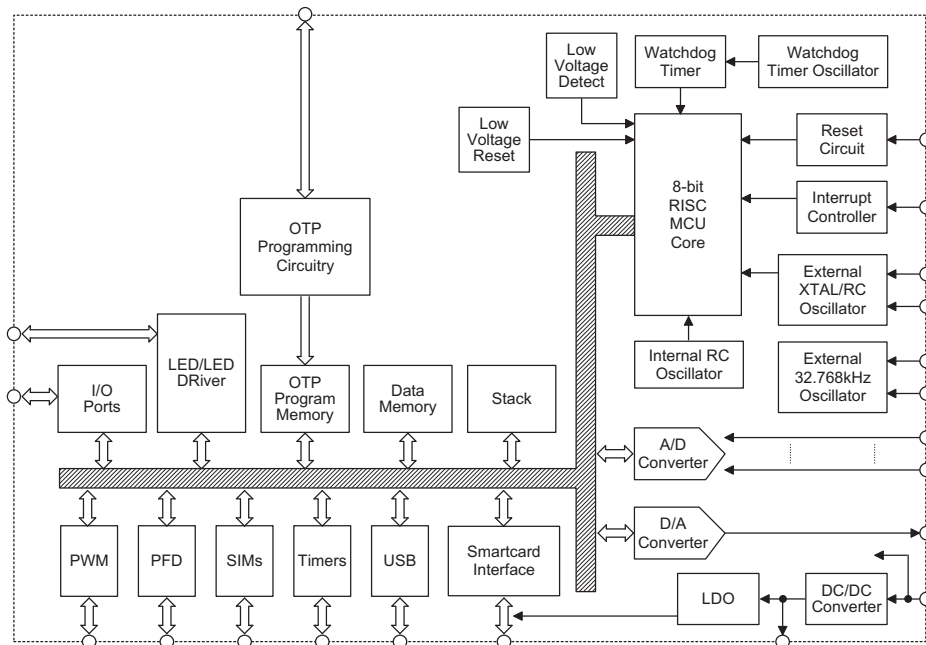 Low
Voltage
Detect
Watchdog
Timer
Watchdog
Timer Oscillator
Low
Voltage
Reset
8-bit
RISC
MCU
Core
Reset
Circuit
Interrupt
Controller
OTP
Programming
Circuitry
External
XTAL/RC
Oscillator
LED/LED
DRiver
Internal RC
Oscillator
External
32.768kHz
Oscillator
I/O
Ports
OTP
Program
Memory
Data
Memory
Stack
A/D
Converter
D/A
Converter
PWM
PFD
SIMs
Timers
USB
Smartcard
Interface
LDO
DC/DC
Converter